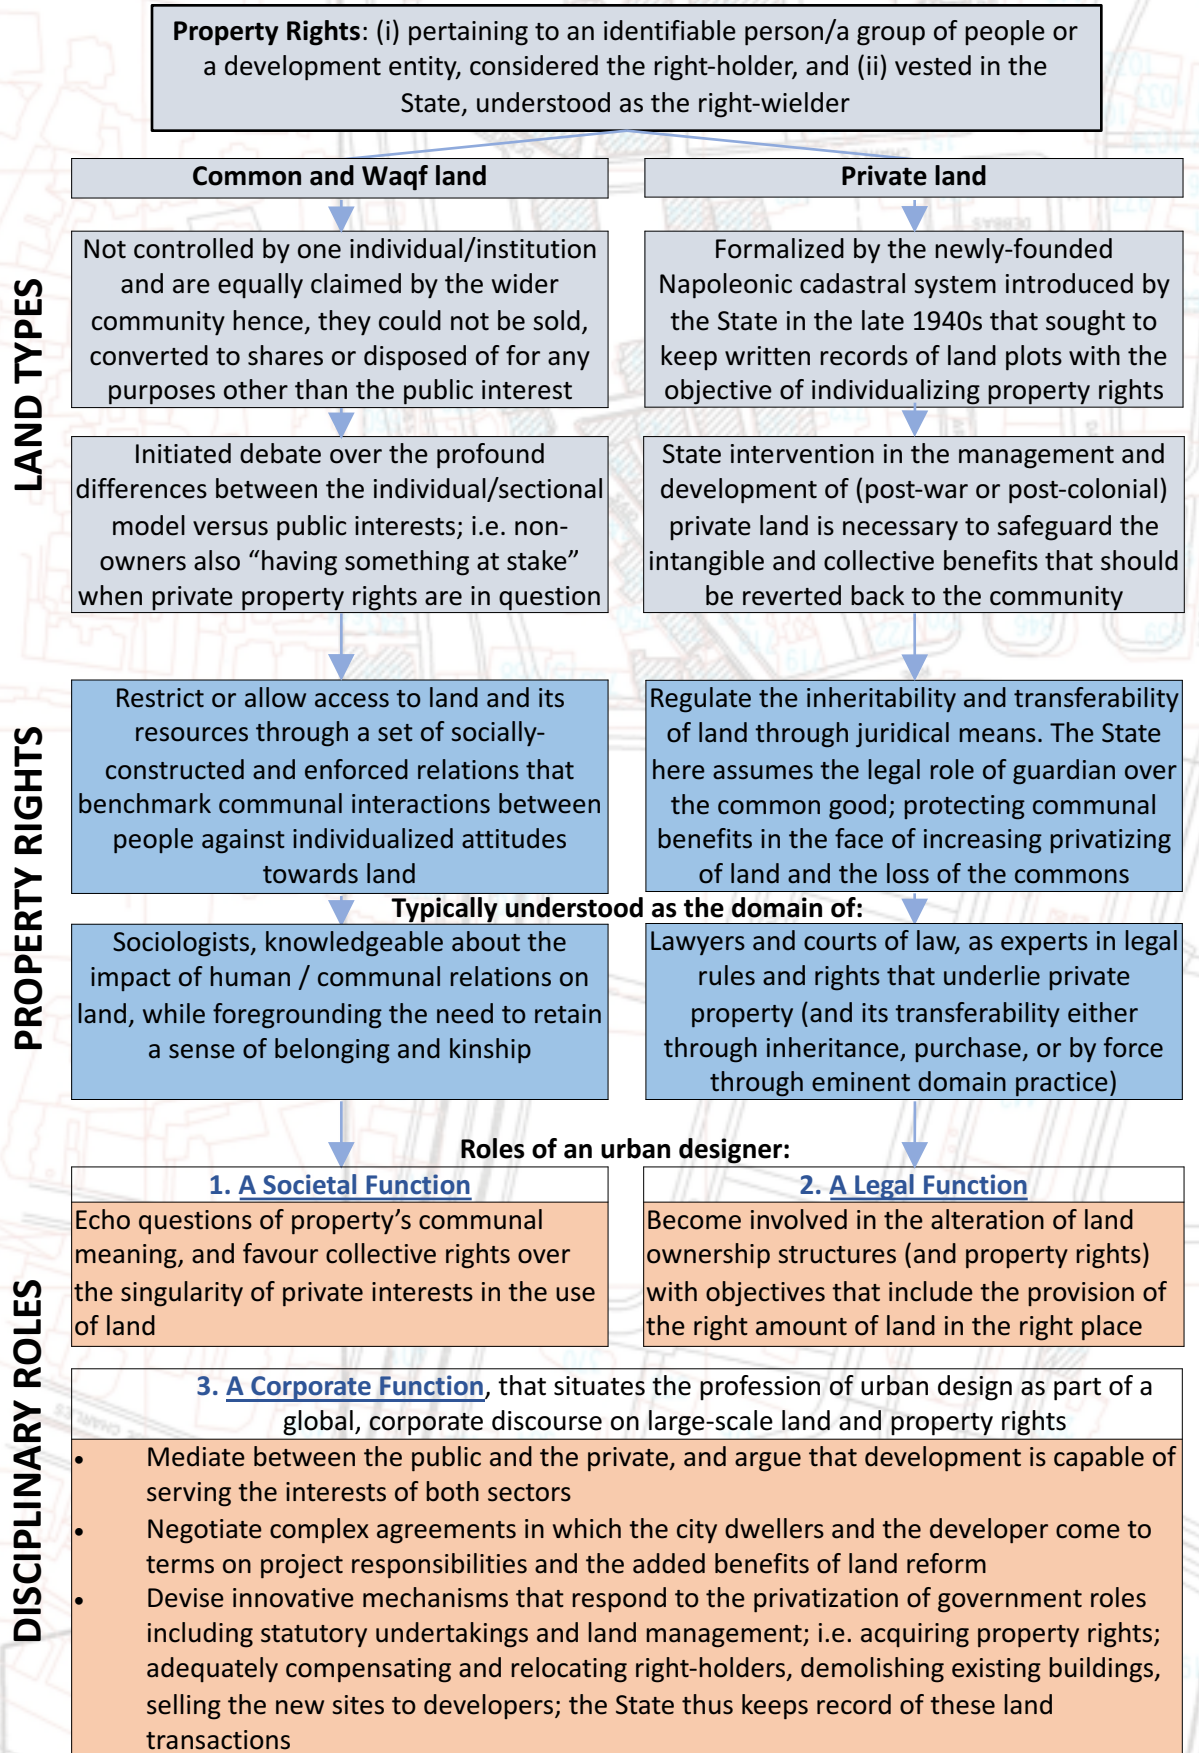 Property Rights: (i) pertaining to an identifiable person/a group of people or
a development entity, considered the right-holder, and (ii) vested in the
State, understood as the right-wielder
LAND TYPES
Common and Waqf land
Not controlled by one individual/institution
and are equally claimed by the wider
community hence, they could not be sold,
converted to shares or disposed of for any
purposes other than the public interest
Initiated debate over the profound
differences between the individual/sectional
model versus public interests; i.e. non-
owners also “having something at stake”
when private property rights are in question
Private land
Formalized by the newly-founded
Napoleonic cadastral system introduced by
the State in the late 1940s that sought to
keep written records of land plots with the
objective of individualizing property rights
State intervention in the management and
development of (post-war or post-colonial)
private land is necessary to safeguard the
intangible and collective benefits that should
be reverted back to the community
PROPERTY RIGHTS
Restrict or allow access to land and its
resources through a set of socially-
constructed and enforced relations that
benchmark communal interactions between
people against individualized attitudes
towards land
Regulate the inheritability and transferability
of land through juridical means. The State
here assumes the legal role of guardian over
the common good; protecting communal
benefits in the face of increasing privatizing
of land and the loss of the commons
Typically understood as the domain of:
Sociologists, knowledgeable about the
impact of human / communal relations on
land, while foregrounding the need to retain
a sense of belonging and kinship
Lawyers and courts of law, as experts in legal
rules and rights that underlie private
property (and its transferability either
through inheritance, purchase, or by force
through eminent domain practice)
DISCIPLINARY ROLES
Roles of an urban designer:
1. A Societal Function
Echo questions of property’s communal
meaning, and favour collective rights over
the singularity of private interests in the use
of land
2. A Legal Function
Become involved in the alteration of land
ownership structures (and property rights)
with objectives that include the provision of
the right amount of land in the right place
3. A Corporate Function, that situates the profession of urban design as part of a
global, corporate discourse on large-scale land and property rights
• Mediate between the public and the private, and argue that development is capable of
serving the interests of both sectors
• Negotiate complex agreements in which the city dwellers and the developer come to
terms on project responsibilities and the added benefits of land reform
• Devise innovative mechanisms that respond to the privatization of government roles
including statutory undertakings and land management; i.e. acquiring property rights;
adequately compensating and relocating right-holders, demolishing existing buildings,
selling the new sites to developers; the State thus keeps record of these land
transactions